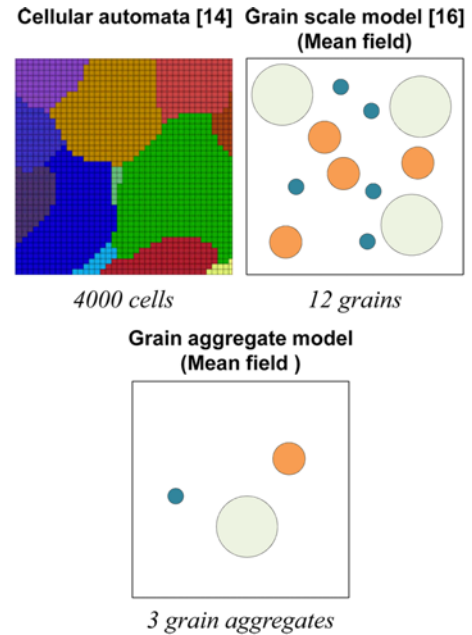 Cellular automata [14]
Grain scale model [16]
(Mean field)
4000 cells
12 grains
Grain aggregate model
(Mean field )
3 grain aggregates